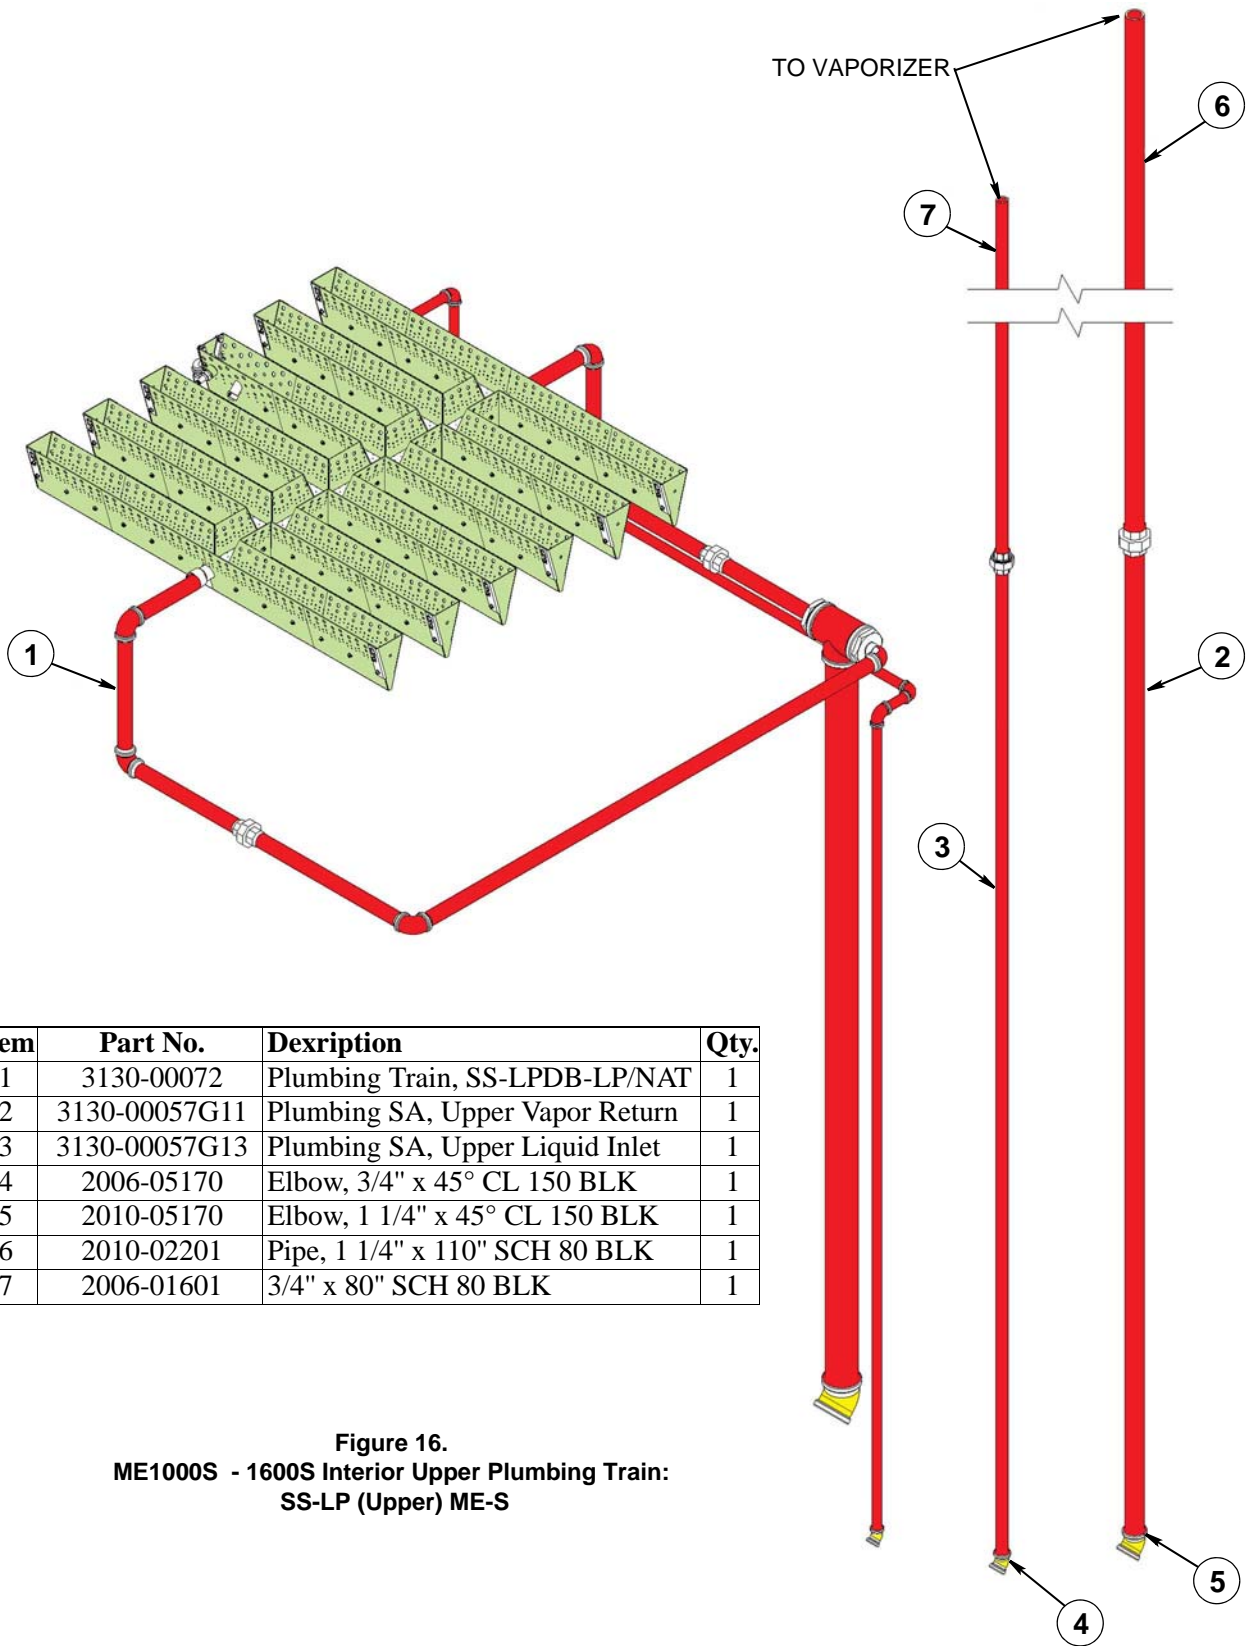 TO VAPORIZER
6
7
1
2
3
em Part No. Dexription Qty.
1 3130-00072 Plumbing Train, SS-LPDB-LP/NAT 1
2 3130-00057G11 Plumbing SA, Upper Vapor Return 1
3 3130-00057G13 Plumbing SA, Upper Liquid Inlet 1
4 2006-05170 Elbow, 3/4" x 45° CL 150 BLK 1
5 2010-05170 Elbow, 1 1/4" x 45° CL 150 BLK 1
6 2010-02201 Pipe, 1 1/4" x 110" SCH 80 BLK 1
7 2006-01601 3/4" x 80" SCH 80 BLK 1
Figure 16.
ME1000S - 1600S Interior Upper Plumbing Train:
SS-LP (Upper) ME-S
5
4